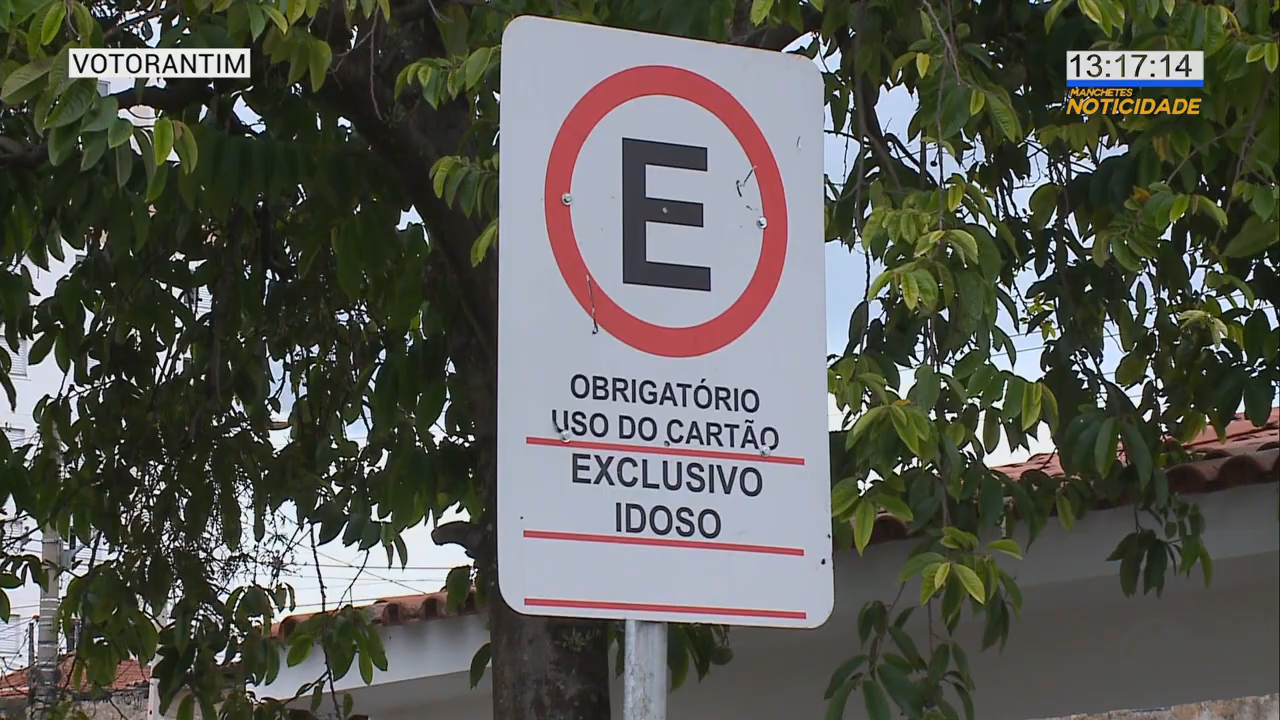 VOTORANTIM
13:17:14
MANCHETES
NOTICIDADE
E
OBRIGATÓRIO
USO DO CARTÃO
EXCLUSIVO
IDOSO